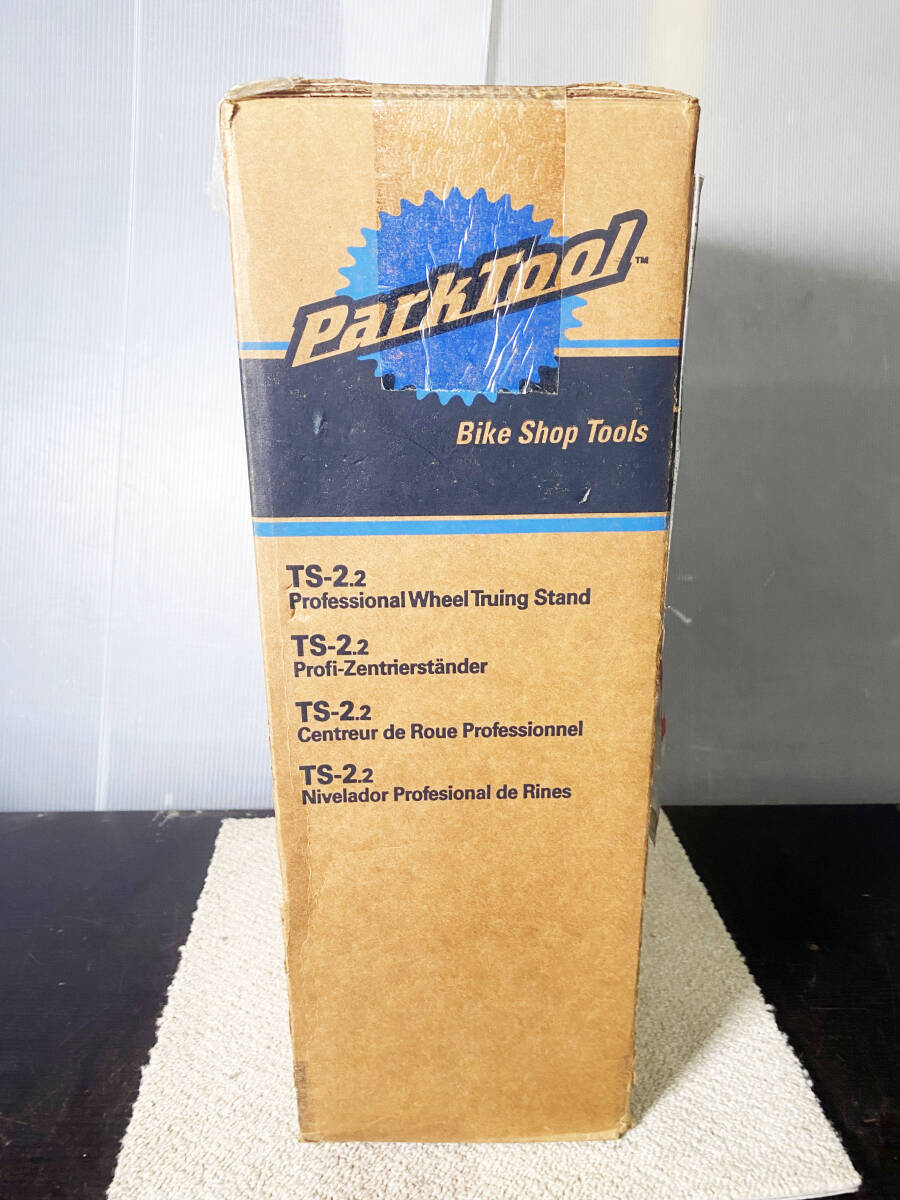 ParkTool™
Bike Shop Tools
TS-2.2
Professional Wheel Truing Stand
TS-2.2
Profi-Zentrierständer
TS-2.2
Centreur de Roue Professionnel
TS-2.2
Nivelador Profesional de Rines